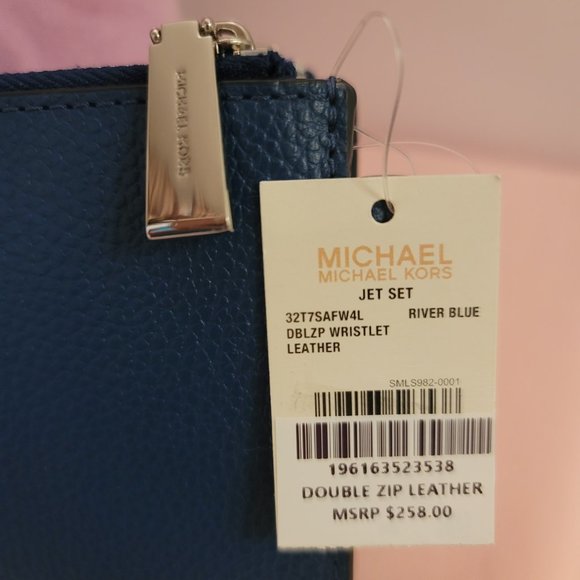 MICHAEL KORS
MICHAEL
MICHAEL KORS
JET SET
32T7SAFW4L RIVER BLUE
DBLZP WRISTLET
LEATHER
SMLS982-0001
196163523538
DOUBLE ZIP LEATHER
MSRP $258.00